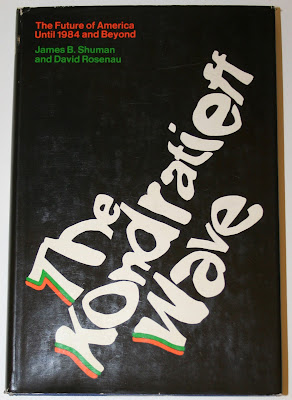 The Future of America
Until 1984 and Beyond
James B. Shuman
and David Rosenau
The
Kondratieff
Wave